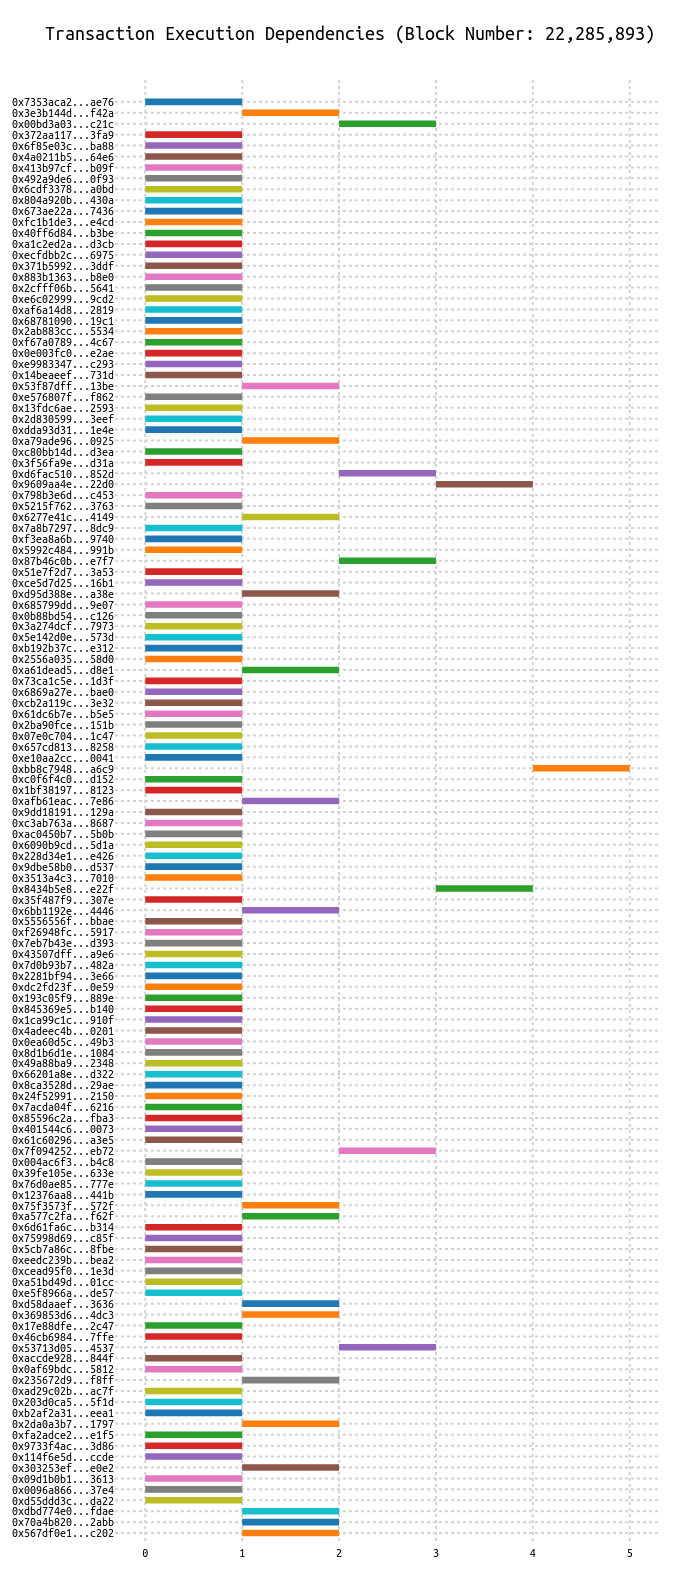 Transaction Execution Dependencies (Block Number: 22,285,893)
0x7353aca2...ae76
0x3e3b144d...f42a
0x00bd3a03...c21c
0x372aa117...3fa9
0x6f85e03c...ba88
0x4a0211b5...64e6
0x413b97cf...b09f
0x492a9de6...0f93
0x6cdf3378...a0bd
0x804a920b...430a
0x673ae22a...7436
0xfc1b1de3...e4cd
0x40ff6d84...b3be
0xa1c2ed2a...d3cb
0xecfdbb2c...6975
0x371b5992...3ddf
0x883b1363...b8e0
0x2cfff06b...5641
0xe6c02999...9cd2
0xaf6a14d8...2819
0x68781090...19c1
0x2ab883cc...5534
0xf67a0789...4c67
0x0e003fc0...e2ae
0xe9983347...c293
0x14beaeef...731d
0x53f87dff...13be
0xe576807f...f862
0x13fdc6ae...2593
0x2d830599...3eef
0xdda93d31...1e4e
0xa79ade96...0925
0xc80bb14d...d3ea
0x3f56fa9e...d31a
0xd6fac510...852d
0x9609aa4e...22d0
0x798b3e6d...c453
0x5215f762...3763
0x6277e41c...4149
0x7a8b7297...8dc9
0xf3ea8a6b...9740
0x5992c484...991b
0x87b46c0b...e7f7
0x51e7f2d7...3a53
0xce5d7d25...16b1
0xd95d388e...a38e
0x685799dd...9e07
0x0b88bd54...c126
0x3a274dcf...7973
0x5e142d0e...573d
0xb192b37c...e312
0x2556a035...58d0
0xa61dead5...d8e1
0x73ca1c5e...1d3f
0x6869a27e...bae0
0xcb2a119c...3e32
0x61dc6b7e...b5e5
0x2ba90fce...151b
0x07e0c704...1c47
0x657cd813...8258
0xe10aa2cc...0041
0xbb8c7948...a6c9
0xc0f6f4c0...d152
0x1bf38197...8123
0xafb61eac...7e86
0x9dd18191...129a
0xc3ab763a...8687
0xac0450b7...5b0b
0x6090b9cd...5d1a
0x228d34e1...e426
0x9dbe58b0...d537
0x3513a4c3...7010
0x8434b5e8...e22f
0x35f487f9...307e
0x6bb1192e...4446
0x5556556f...bbae
0xf26948fc...5917
0x7eb7b43e...d393
0x43507dff...a9e6
0x7d0b93b7...482a
0x2281bf94...3e66
0xdc2fd23f...0e59
0x193c05f9...889e
0x845369e5...b140
0x1ca99c1c...910f
0x4adeec4b...0201
0x0ea60d5c...49b3
0x8d1b6d1e...1084
0x49a88ba9...2348
0x66201a8e...d322
0x8ca3528d...29ae
0x24f52991...2150
0x7acda04f...6216
0x85596c2a...fba3
0x401544c6...0073
0x61c60296...a3e5
0x7f094252...eb72
0x004ac6f3...b4c8
0x39fe105e...633e
0x76d0ae85...777e
0x12376aa8...441b
0x75f3573f...572f
0xa577c2fa...f62f
0x6d61fa6c...b314
0x75998d69...c85f
0x5cb7a86c...8fbe
0xeedc239b...bea2
0xcead95f0...1e3d
0xa51bd49d...01cc
0xe5f8966a...de57
0xd58daaef...3636
0x369853d6...4dc3
0x17e88dfe...2c47
0x46cb6984...7ffe
0x53713d05...4537
0xaccde928...844f
0x0af69bdc...5812
0x235672d9...f8ff
0xad29c02b...ac7f
0x203d0ca5...5f1d
0xb2af2a31...eea1
0x2da0a3b7...1797
0xfa2adce2...e1f5
0x9733f4ac...3d86
0x114f6e5d...ccde
0x303253ef...e0e2
0x09d1b0b1...3613
0x0096a866...37e4
0xd55ddd3c...da22
0xdbd774e0...fdae
0x70a4b820...2abb
0x567df0e1...c202
0 1 2 3 4 5